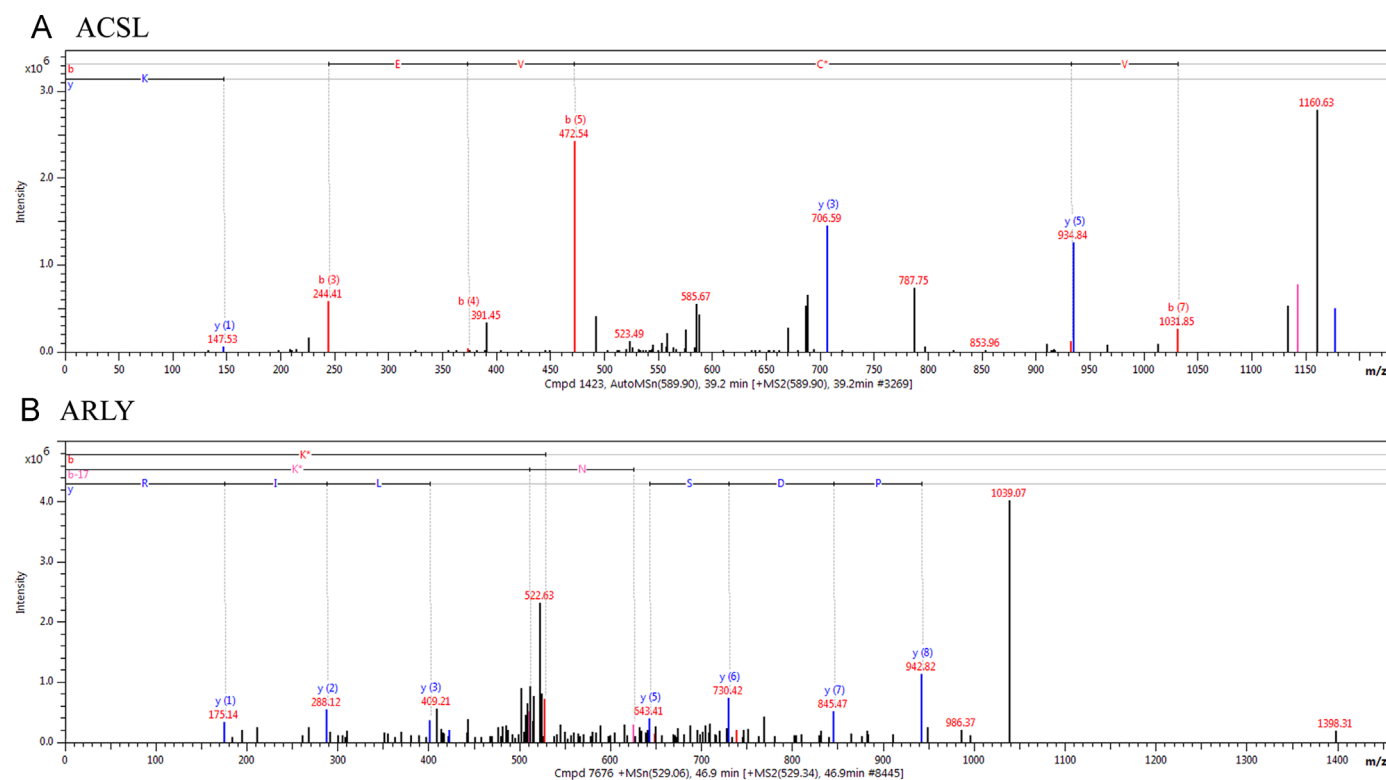 A ACSL
x10^6
b
E V C* V
y
K
3.0
1160.63
b (5)
472.54
2.0
Intensity
y (3)
706.59
y (5)
934.84
1.0
b (3)
244.41
787.75
b (4)
391.45
585.67
b (7)
1031.85
y (1)
147.53
523.49
853.96
0.0
0 50 100 150 200 250 300 350 400 450 500 550 600 650 700 750 800 850 900 950 1000 1050 1100 1150 m/z
Cmpd 1423, AutoMSn(589.90), 39.2 min [+MS2(589.90), 39.2min #3269]
B ARLY
x10^6
b
K*
b-17
K* N
y
R I L S D P
4.0
1039.07
3.0
Intensity
522.63
2.0
y (8)
942.82
1.0
y (1)
175.14
y (2)
288.12
y (3)
409.21
y (5)
643.41
y (6)
730.42
y (7)
845.47
986.37
1398.31
0.0
0 100 200 300 400 500 600 700 800 900 1000 1100 1200 1300 1400 m/z
Cmpd 7676 +MSn(529.06), 46.9 min [+MS2(529.34), 46.9min #8445]